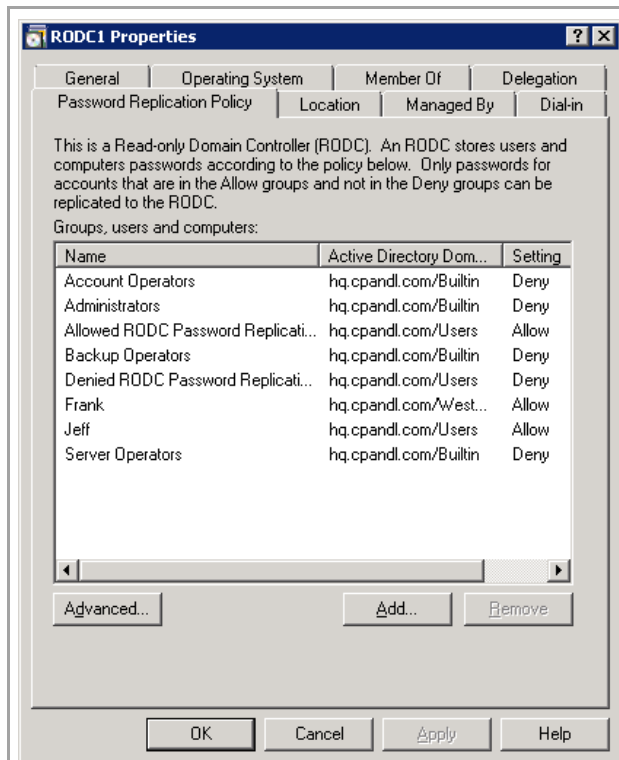 RODC1 Properties
General Operating System Member Of Delegation
Password Replication Policy Location Managed By Dial-in
This is a Read-only Domain Controller (RODC). An RODC stores users and
computers passwords according to the policy below. Only passwords for
accounts that are in the Allow groups and not in the Deny groups can be
replicated to the RODC.
Groups, users and computers:
Name Active Directory Dom... Setting
Account Operators hq.cpandl.com/Builtin Deny
Administrators hq.cpandl.com/Builtin Deny
Allowed RODC Password Replicati... hq.cpandl.com/Users Allow
Backup Operators hq.cpandl.com/Builtin Deny
Denied RODC Password Replicati... hq.cpandl.com/Users Deny
Frank hq.cpandl.com/West... Allow
Jeff hq.cpandl.com/Users Allow
Server Operators hq.cpandl.com/Builtin Deny
Advanced... Add... Remove
OK Cancel Apply Help